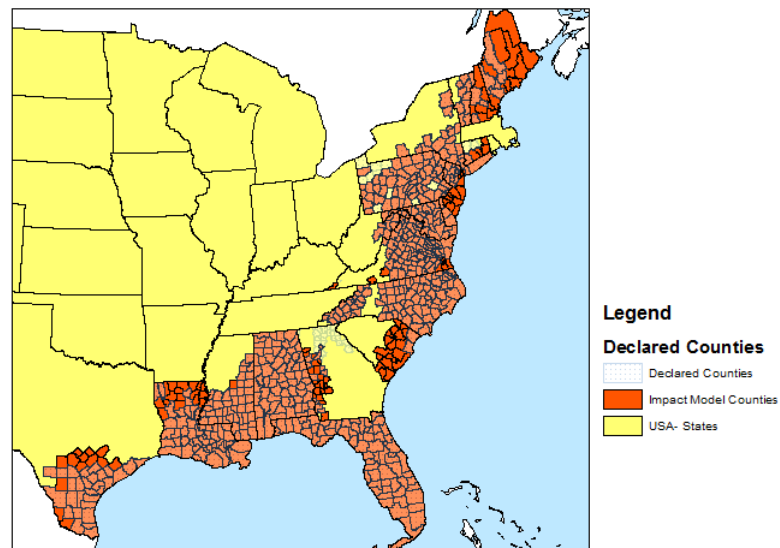 Legend
Declared Counties
Declared Counties
Impact Model Counties
USA- States